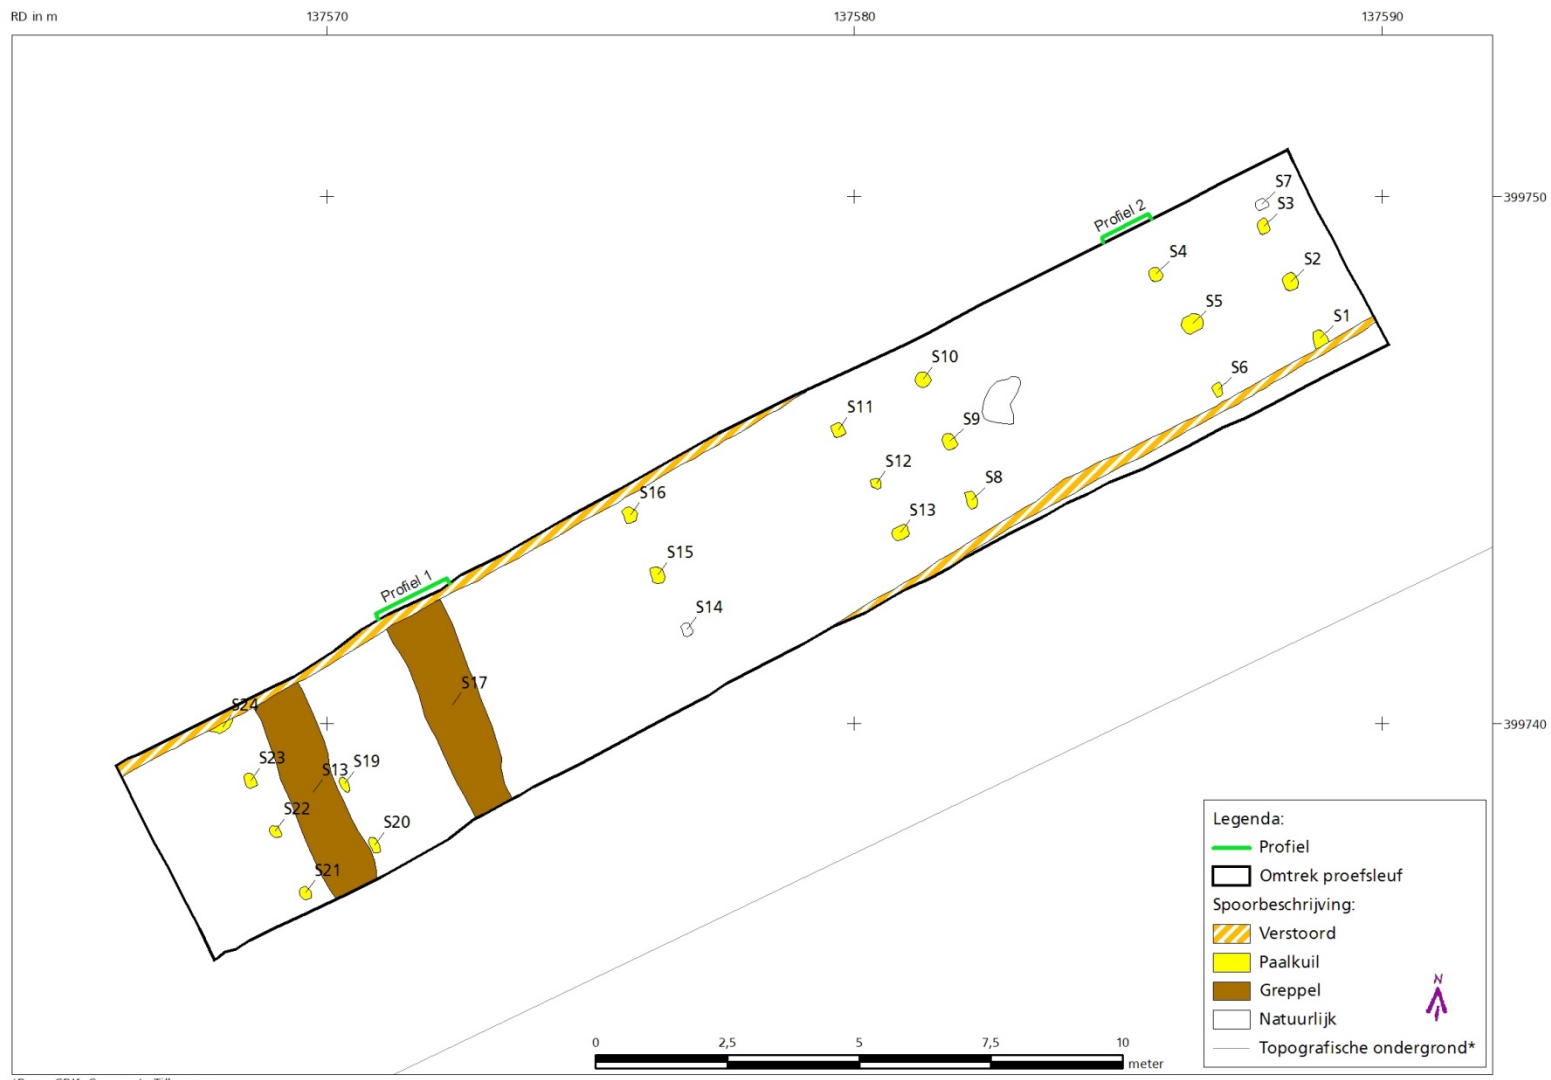 RD in m
137570
137580
137590
S7
399750
S3
Profiel 2
S4
S2
S5
S1
S10
S6
S11
S9
S12
S16
S8
S13
S15
Profiel 1
S14
S17
S24
399740
S23
S13
S19
S22
S20
S21
Legenda:
Profiel
Omtrek proefsleuf
Spoorbeschrijving:
Verstoord
Paalkuil
Greppel
Natuurlijk
Topografische ondergrond*
N
0
2,5
5
7,5
10
meter